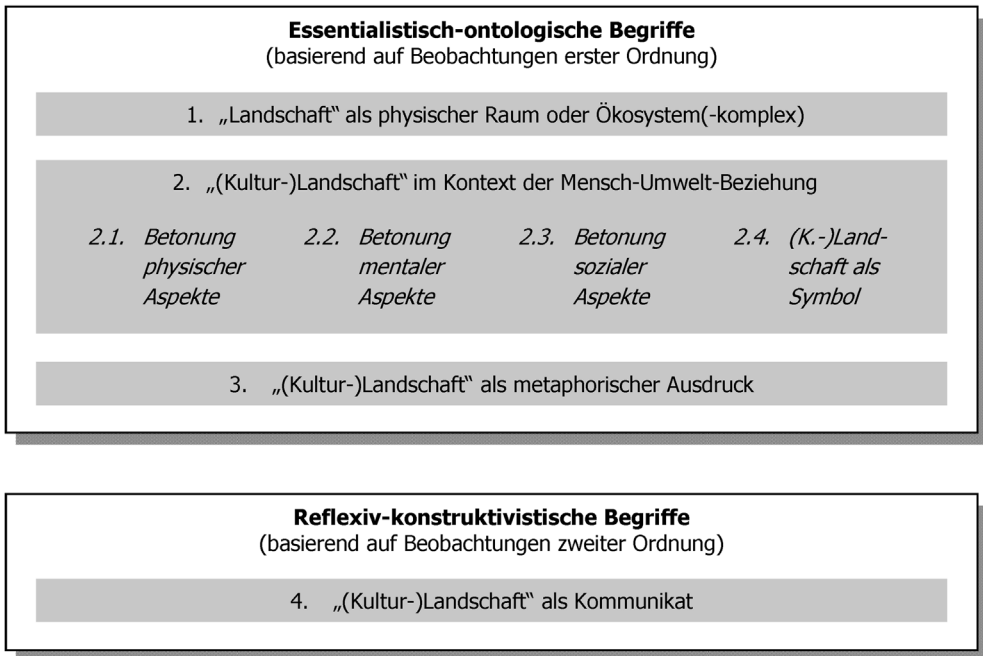 Essentialistisch-ontologische Begriffe
(basierend auf Beobachtungen erster Ordnung)
1. „Landschaft“ als physischer Raum oder Ökosystem(-komplex)
2. „(Kultur-)Landschaft“ im Kontext der Mensch-Umwelt-Beziehung
2.1. Betonung
physischer
Aspekte
2.2. Betonung
mentaler
Aspekte
2.3. Betonung
sozialer
Aspekte
2.4. (K.-)Land-
schaft als
Symbol
3. „(Kultur-)Landschaft“ als metaphorischer Ausdruck
Reflexiv-konstruktivistische Begriffe
(basierend auf Beobachtungen zweiter Ordnung)
4. „(Kultur-)Landschaft“ als Kommunikat